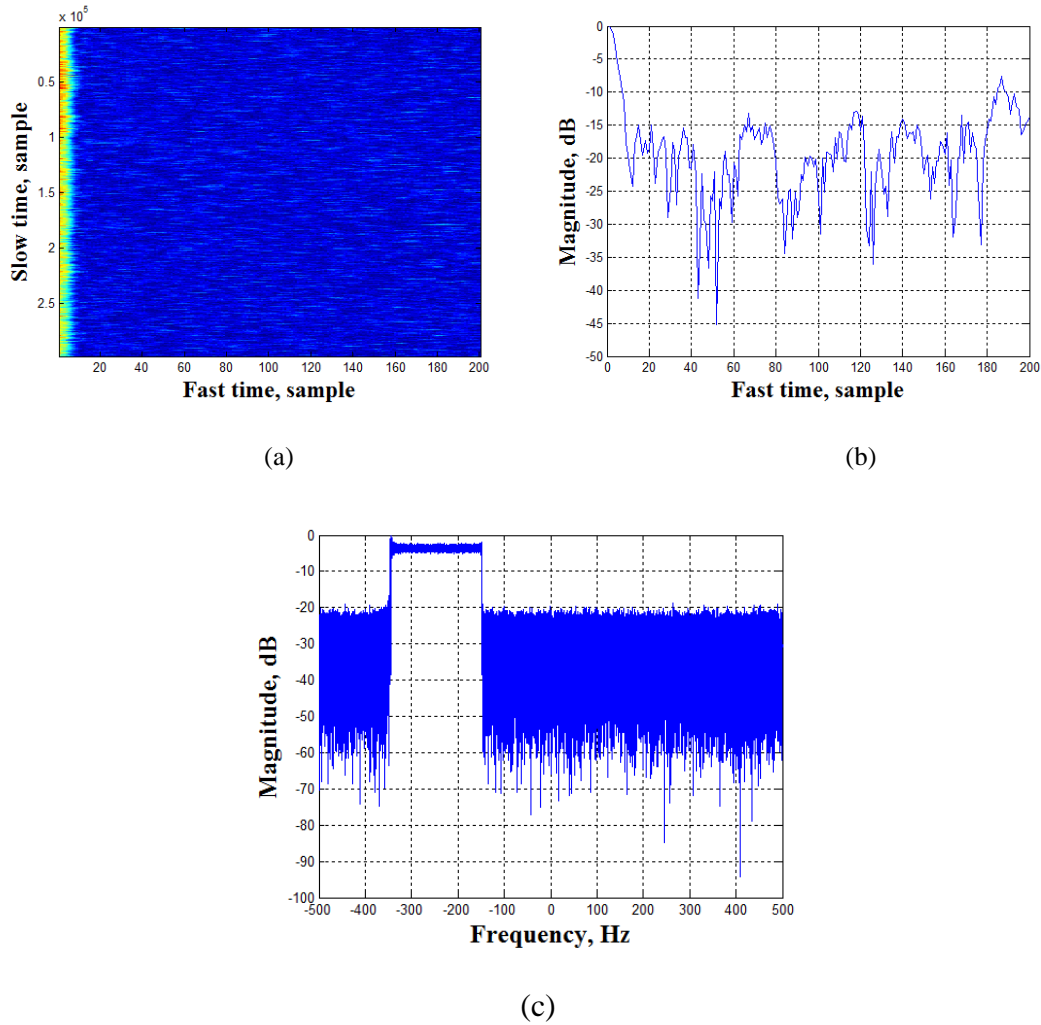 x 10⁵
0.5
1
1.5
2
2.5
Slow time, sample
20 40 60 80 100 120 140 160 180 200
Fast time, sample
(a)
0
-5
-10
-15
-20
-25
-30
-35
-40
-45
-50
Magnitude, dB
0 20 40 60 80 100 120 140 160 180 200
Fast time, sample
(b)
0
-10
-20
-30
-40
-50
-60
-70
-80
-90
-100
Magnitude, dB
-500 -400 -300 -200 -100 0 100 200 300 400 500
Frequency, Hz
(c)